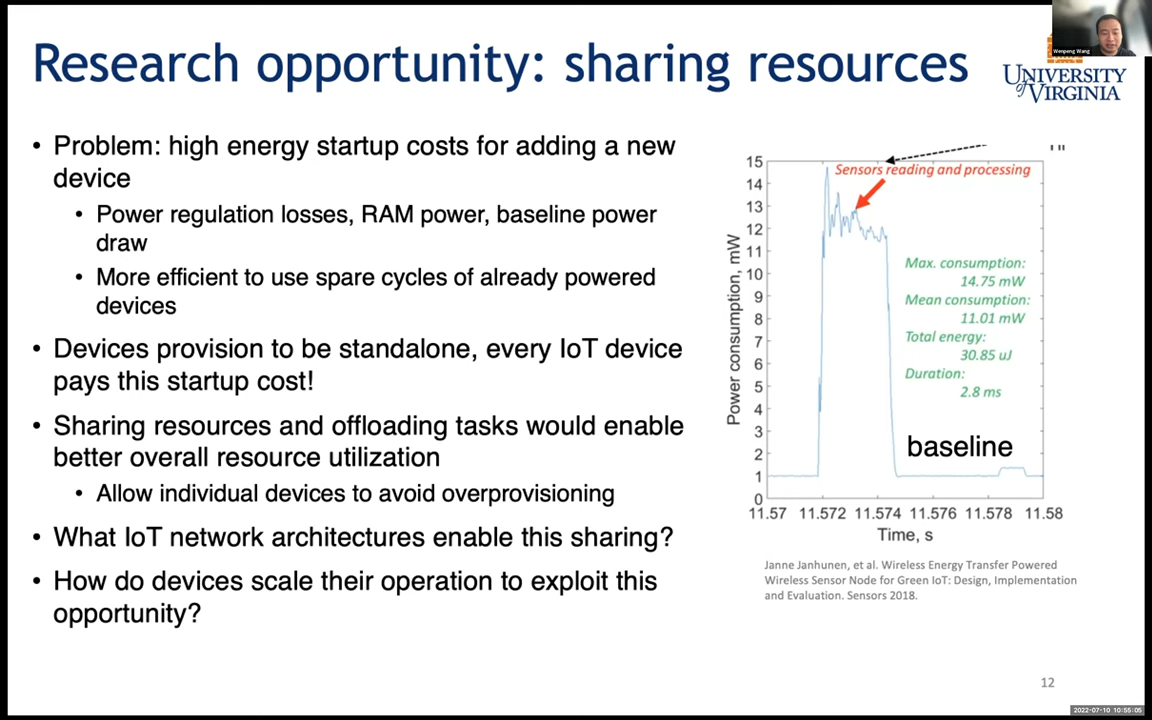 Research opportunity: sharing resources
Wenpeng Wang
UNIVERSITY
of VIRGINIA
• Problem: high energy startup costs for adding a new
device
• Power regulation losses, RAM power, baseline power
draw
• More efficient to use spare cycles of already powered
devices
• Devices provision to be standalone, every IoT device
pays this startup cost!
• Sharing resources and offloading tasks would enable
better overall resource utilization
• Allow individual devices to avoid overprovisioning
• What IoT network architectures enable this sharing?
• How do devices scale their operation to exploit this
opportunity?
Power consumption, mW
15
14
13
12
11
10
9
8
7
6
5
4
3
2
1
0
Sensors reading and processing
Max. consumption:
14.75 mW
Mean consumption:
11.01 mW
Total energy:
30.85 uJ
Duration:
2.8 ms
baseline
11.57 11.572 11.574 11.576 11.578 11.58
Time, s
Janne Janhunen, et al. Wireless Energy Transfer Powered
Wireless Sensor Node for Green IoT: Design, Implementation
and Evaluation. Sensors 2018.
12
2022-07-10 10:55:05